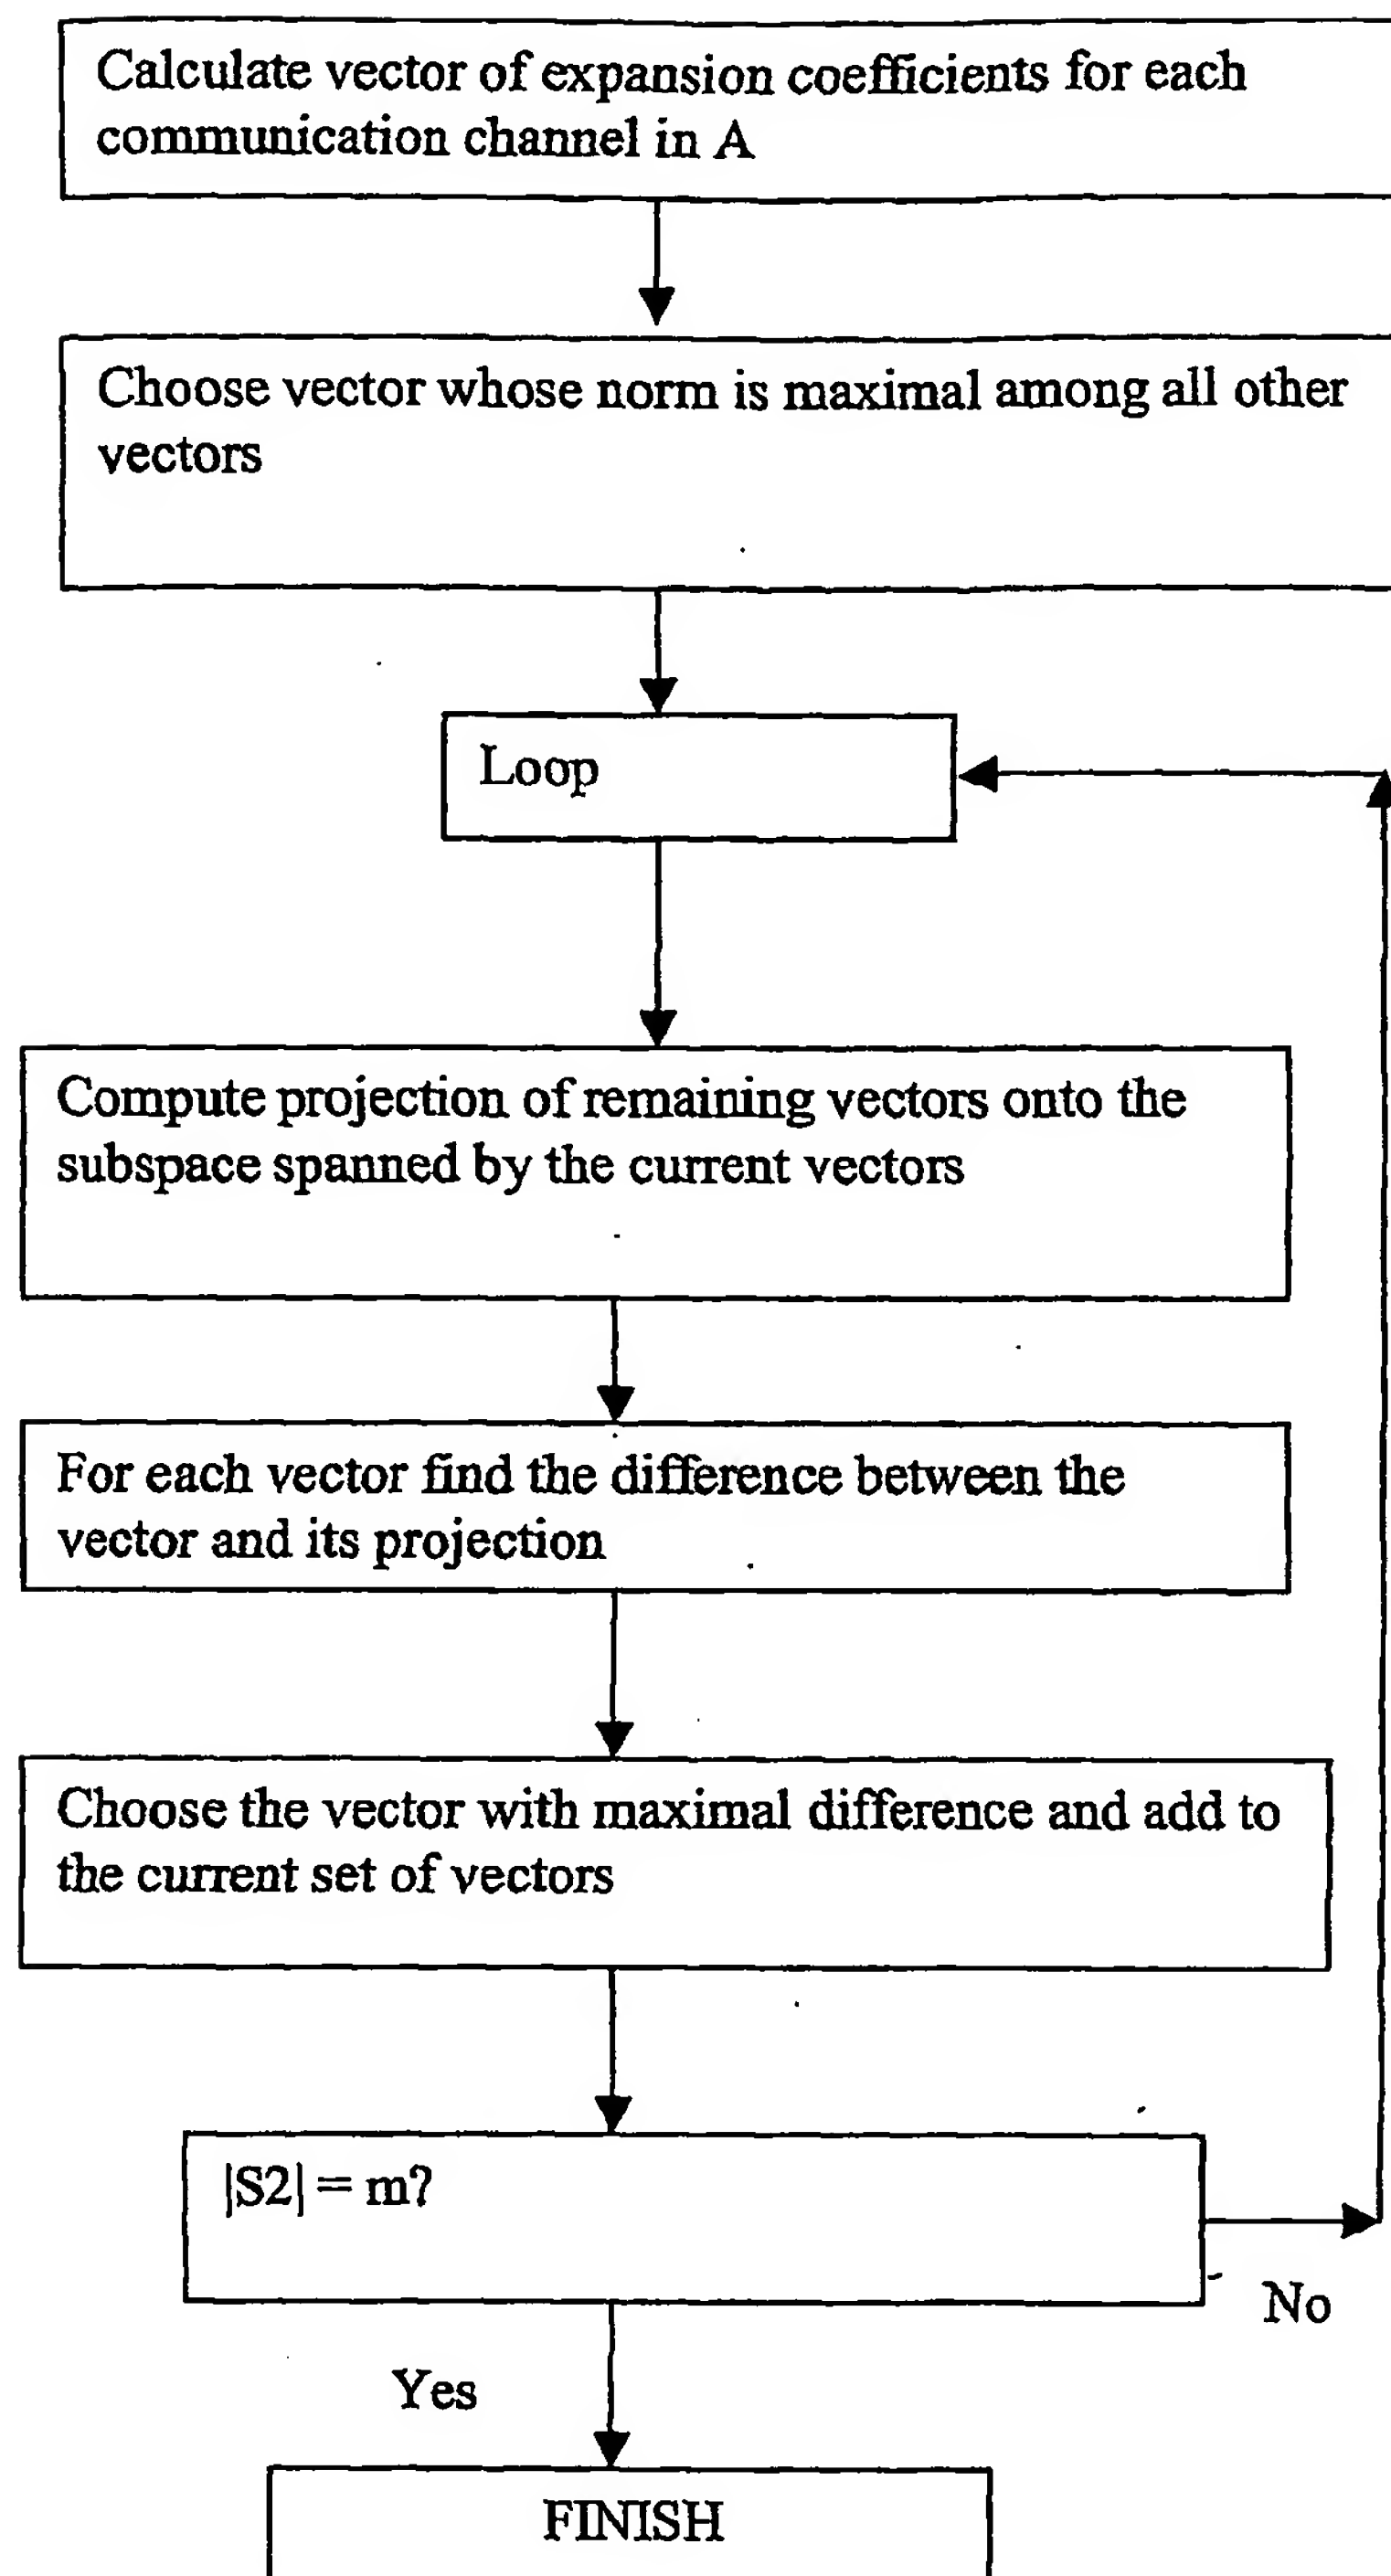 Calculate vector of expansion coefficients for each
communication channel in A
Choose vector whose norm is maximal among all other
vectors
Loop
Compute projection of remaining vectors onto the
subspace spanned by the current vectors
For each vector find the difference between the
vector and its projection
Choose the vector with maximal difference and add to
the current set of vectors
|S2| = m?
No
Yes
FINISH